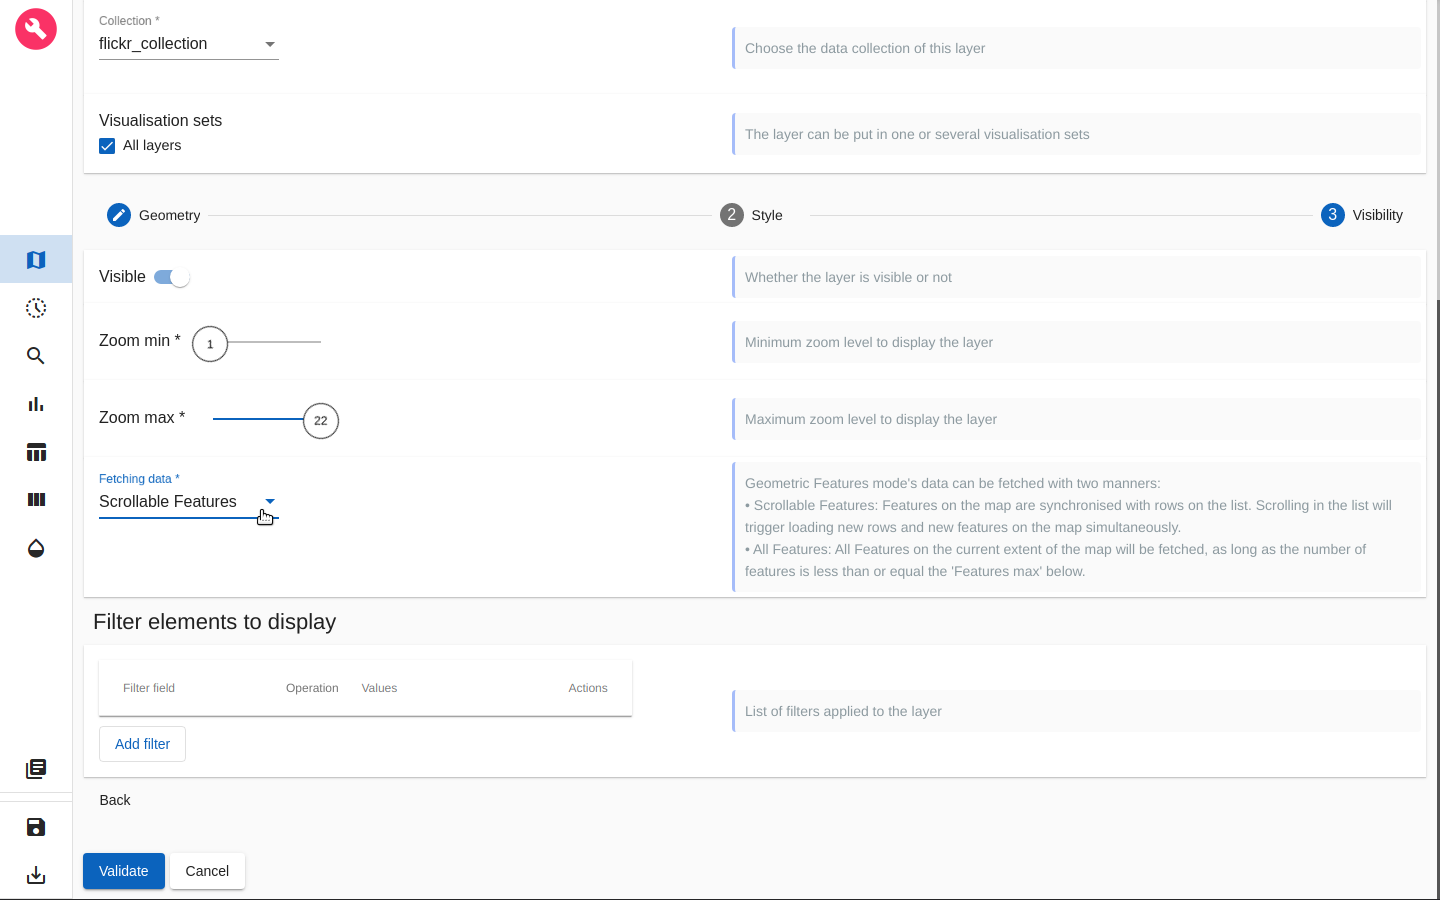 Collection *
flickr_collection
Choose the data collection of this layer
Visualisation sets
All layers
The layer can be put in one or several visualisation sets
Geometry
2 Style
3 Visibility
Visible
Whether the layer is visible or not
Zoom min * 1
Minimum zoom level to display the layer
Zoom max * 22
Maximum zoom level to display the layer
Fetching data *
Scrollable Features
Geometric Features mode's data can be fetched with two manners:
• Scrollable Features: Features on the map are synchronised with rows on the list. Scrolling in the list will
trigger loading new rows and new features on the map simultaneously.
• All Features: All Features on the current extent of the map will be fetched, as long as the number of
features is less than or equal the 'Features max' below.
Filter elements to display
Filter field Operation Values Actions
List of filters applied to the layer
Add filter
Back
Validate Cancel